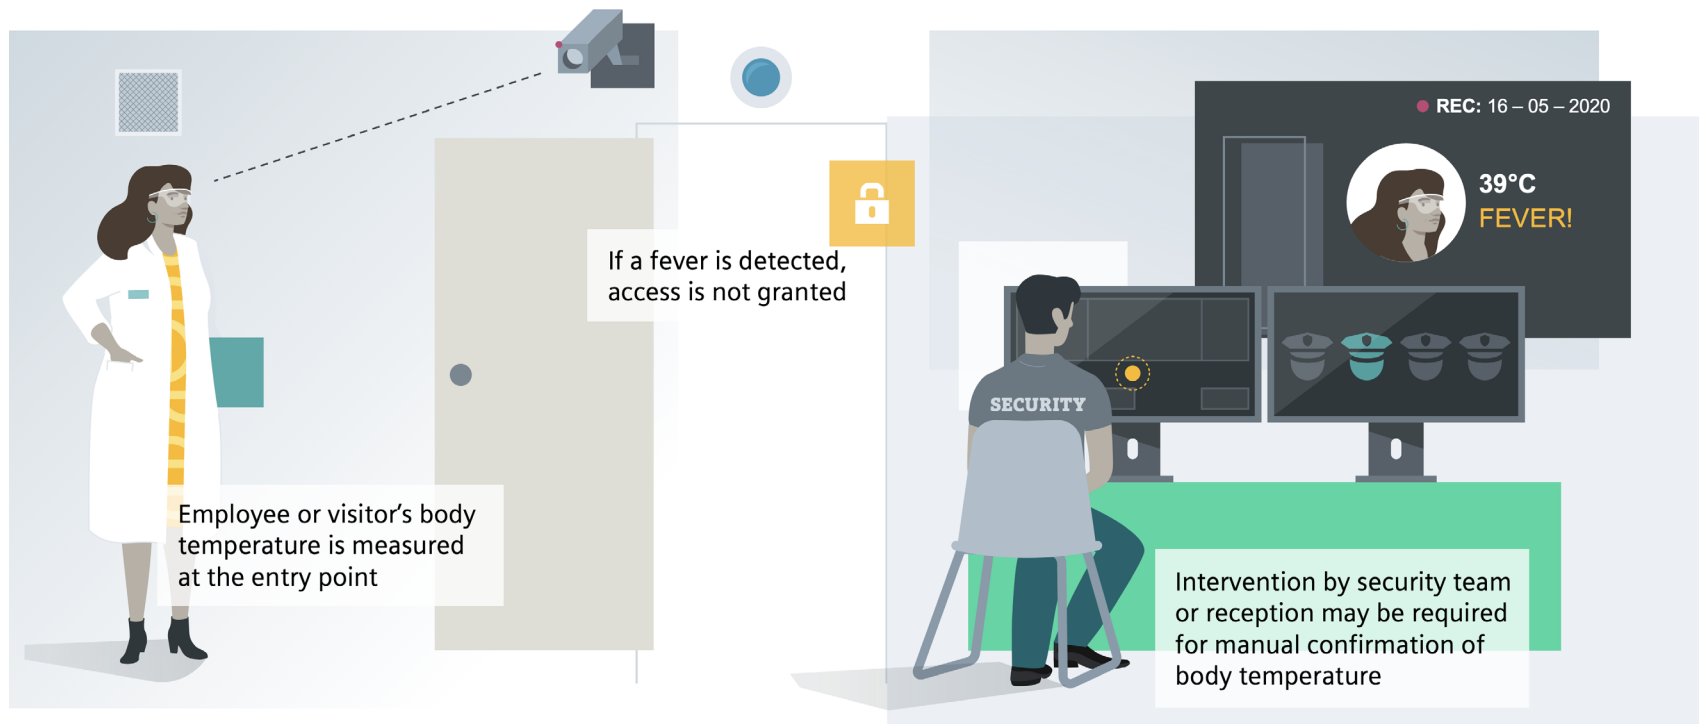 Employee or visitor's body
temperature is measured
at the entry point
If a fever is detected,
access is not granted
REC: 16 – 05 – 2020
39°C
FEVER!
SECURITY
Intervention by security team
or reception may be required
for manual confirmation of
body temperature